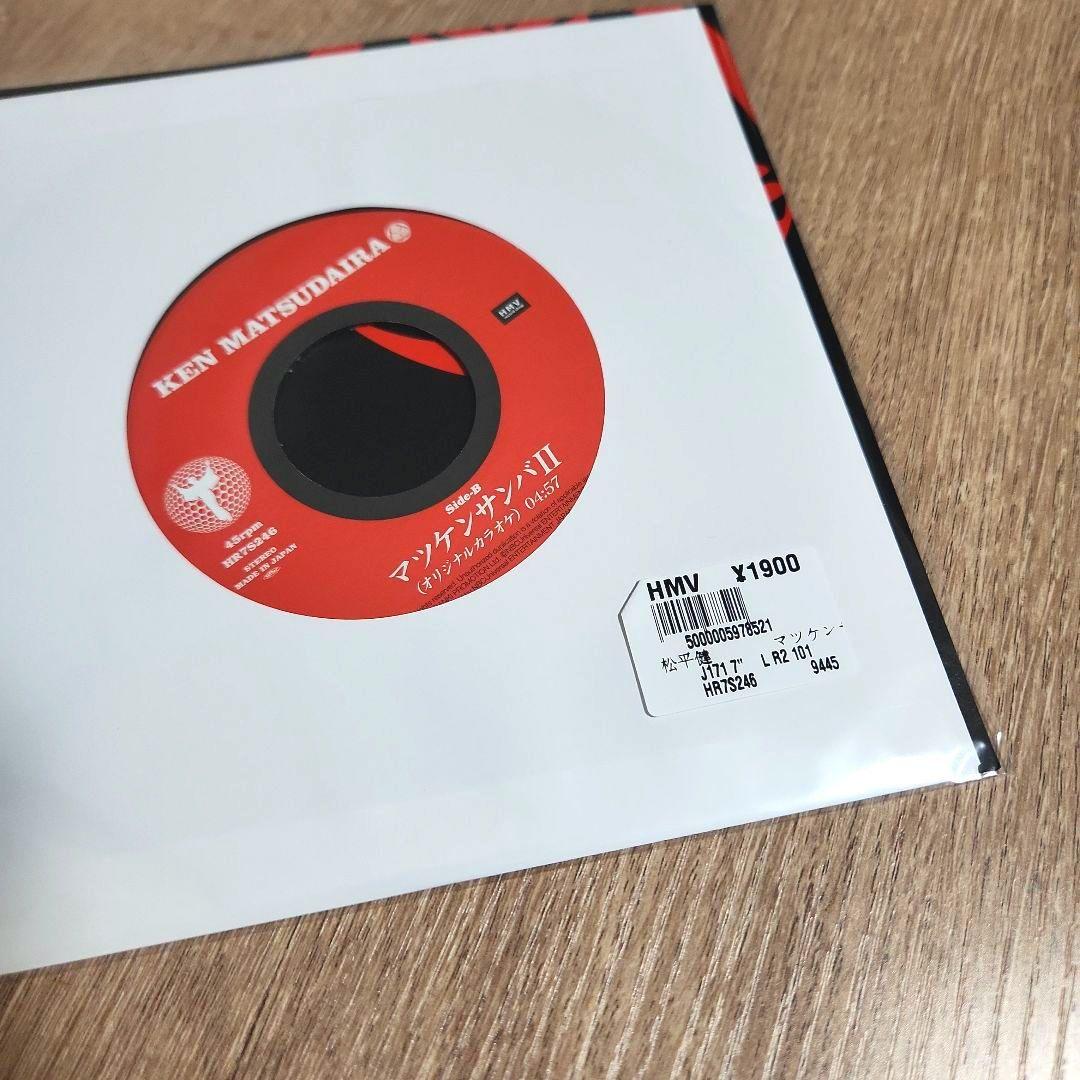 KEN MATSUDAIRA
HMV
Side-B
マツケンサンバII
(オリジナルカラオケ) 04:57
45rpm
HR7S246
STEREO
MADE IN JAPAN
HMV ¥1900
5000005978521
松平健 マツケン
J171 7" L R2 101
HR7S246 9445